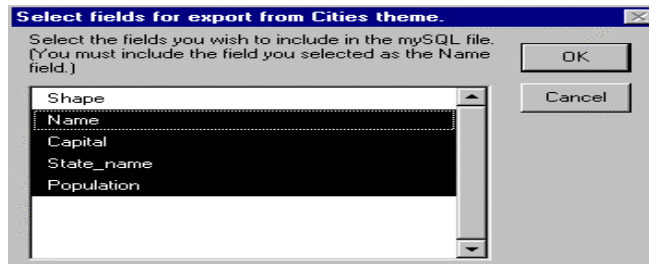 Select fields for export from Cities theme.
Select the fields you wish to include in the mySQL file.
(You must include the field you selected as the Name
field.)
OK
Cancel
Shape
Name
Capital
State_name
Population